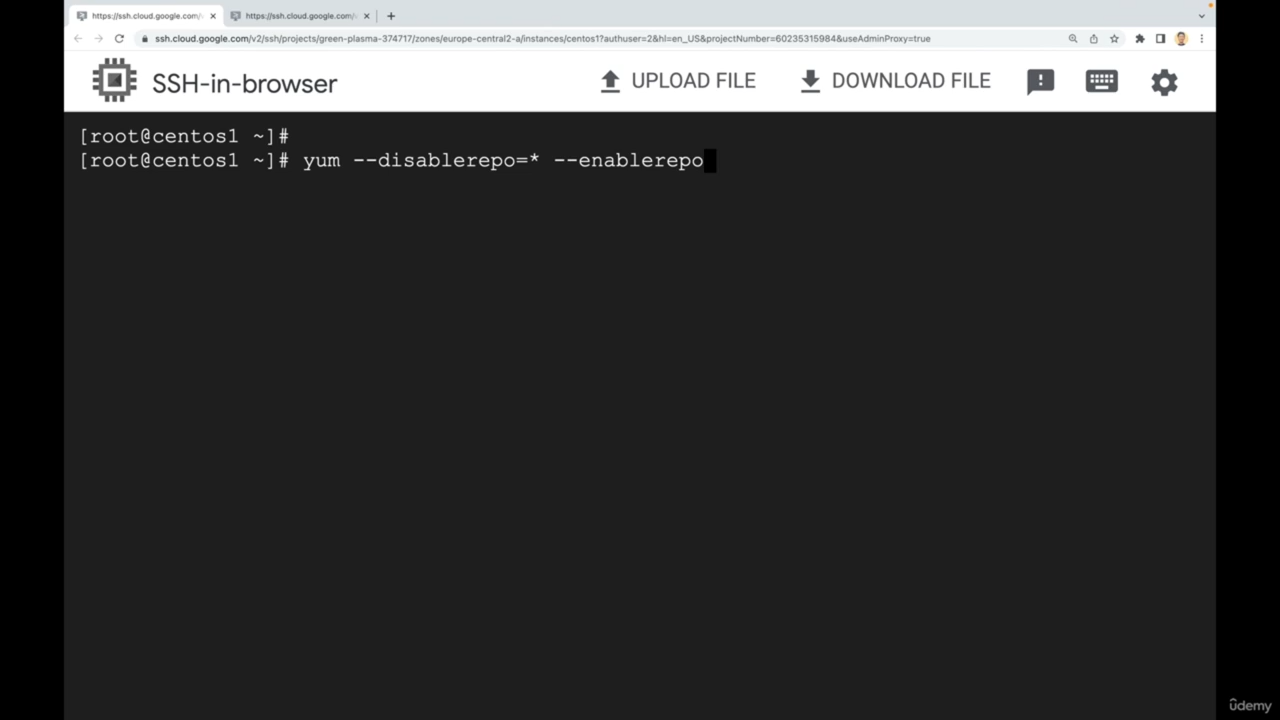 https://ssh.cloud.google.com/v
https://ssh.cloud.google.com/v
ssh.cloud.google.com/v2/ssh/projects/green-plasma-374717/zones/europe-central2-a/instances/centos1?authuser=2&hl=en_US&projectNumber=60235315984&useAdminProxy=true
SSH-in-browser
UPLOAD FILE
DOWNLOAD FILE
[root@centos1 ~]#
[root@centos1 ~]# yum --disablerepo=* --enablerepo
ûdemy